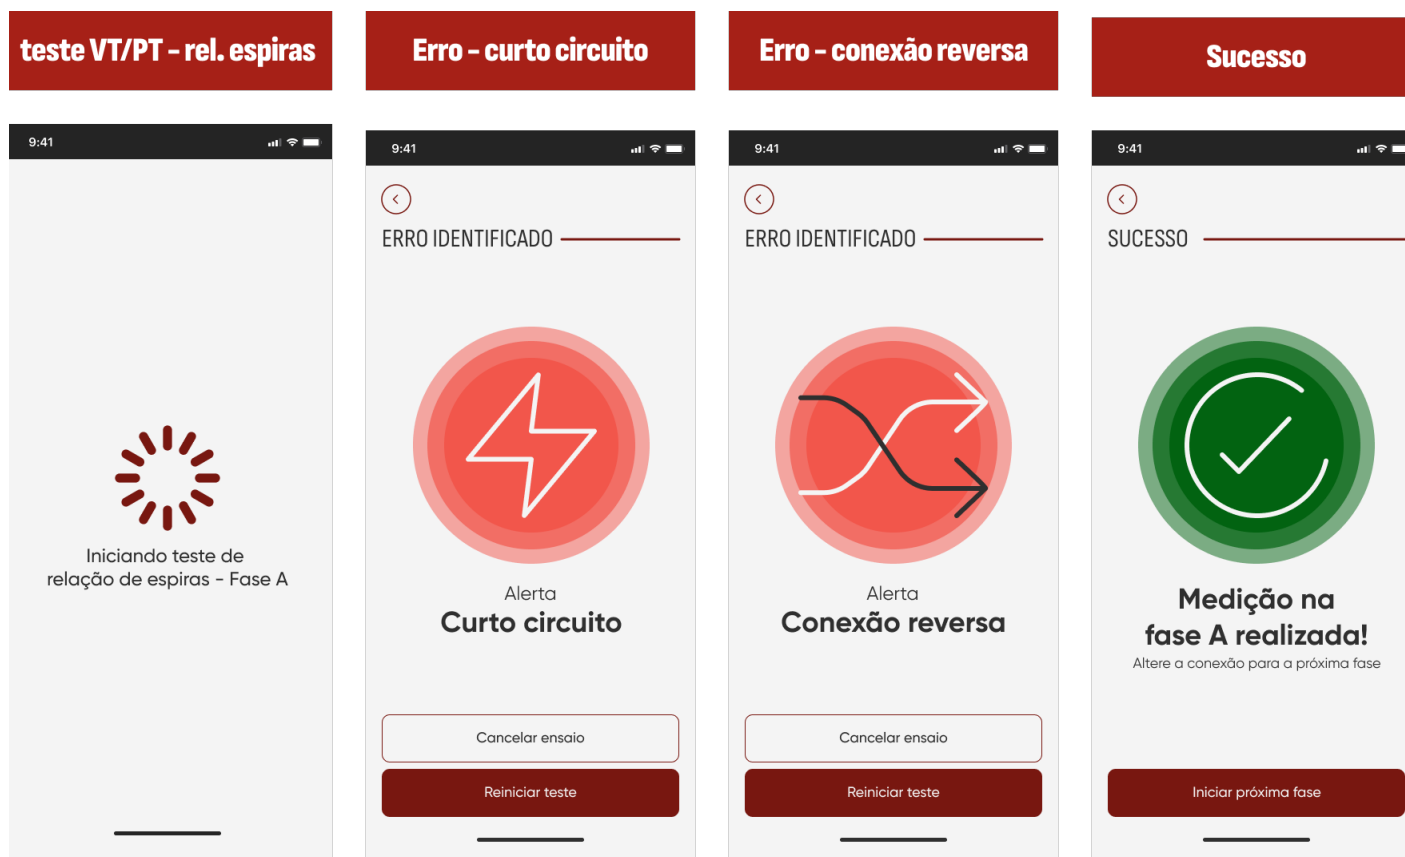 teste VT/PT - rel. espiras
9:41
Iniciando teste de
relação de espiras - Fase A
Erro - curto circuito
9:41
ERRO IDENTIFICADO
Alerta
Curto circuito
Cancelar ensaio
Reiniciar teste
Erro - conexão reversa
9:41
ERRO IDENTIFICADO
Alerta
Conexão reversa
Cancelar ensaio
Reiniciar teste
Sucesso
9:41
SUCESSO
Medição na
fase A realizada!
Altere a conexão para a próxima fase
Iniciar próxima fase